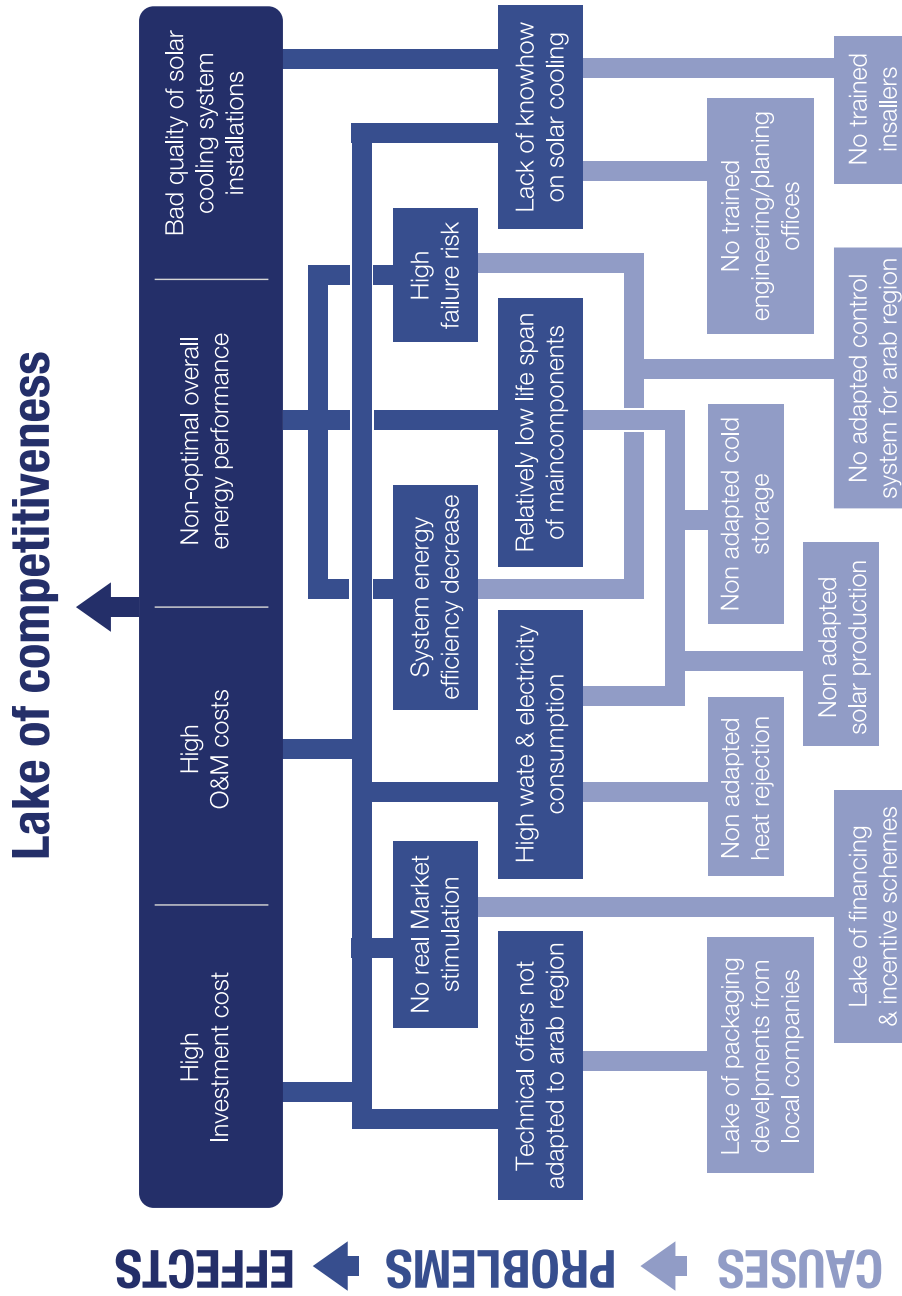 Lake of competitiveness
EFFECTS
High
Investment cost
High
O&M costs
Non-optimal overall
energy performance
Bad quality of solar
cooling system
installations
PROBLEMS
No real Market
stimulation
System energy
efficiency decrease
High
failure risk
Technical offers not
adapted to arab region
High wate & electricity
consumption
Relatively low life span
of maincomponents
Lack of knowhow
on solar cooling
CAUSES
Lake of packaging
develpments from
local companies
Non adapted
heat rejection
Non adapted cold
storage
No trained
engineering/planing
offices
Non adapted
solar production
Lake of financing
& incentive schemes
No adapted control
system for arab region
No trained
insallers